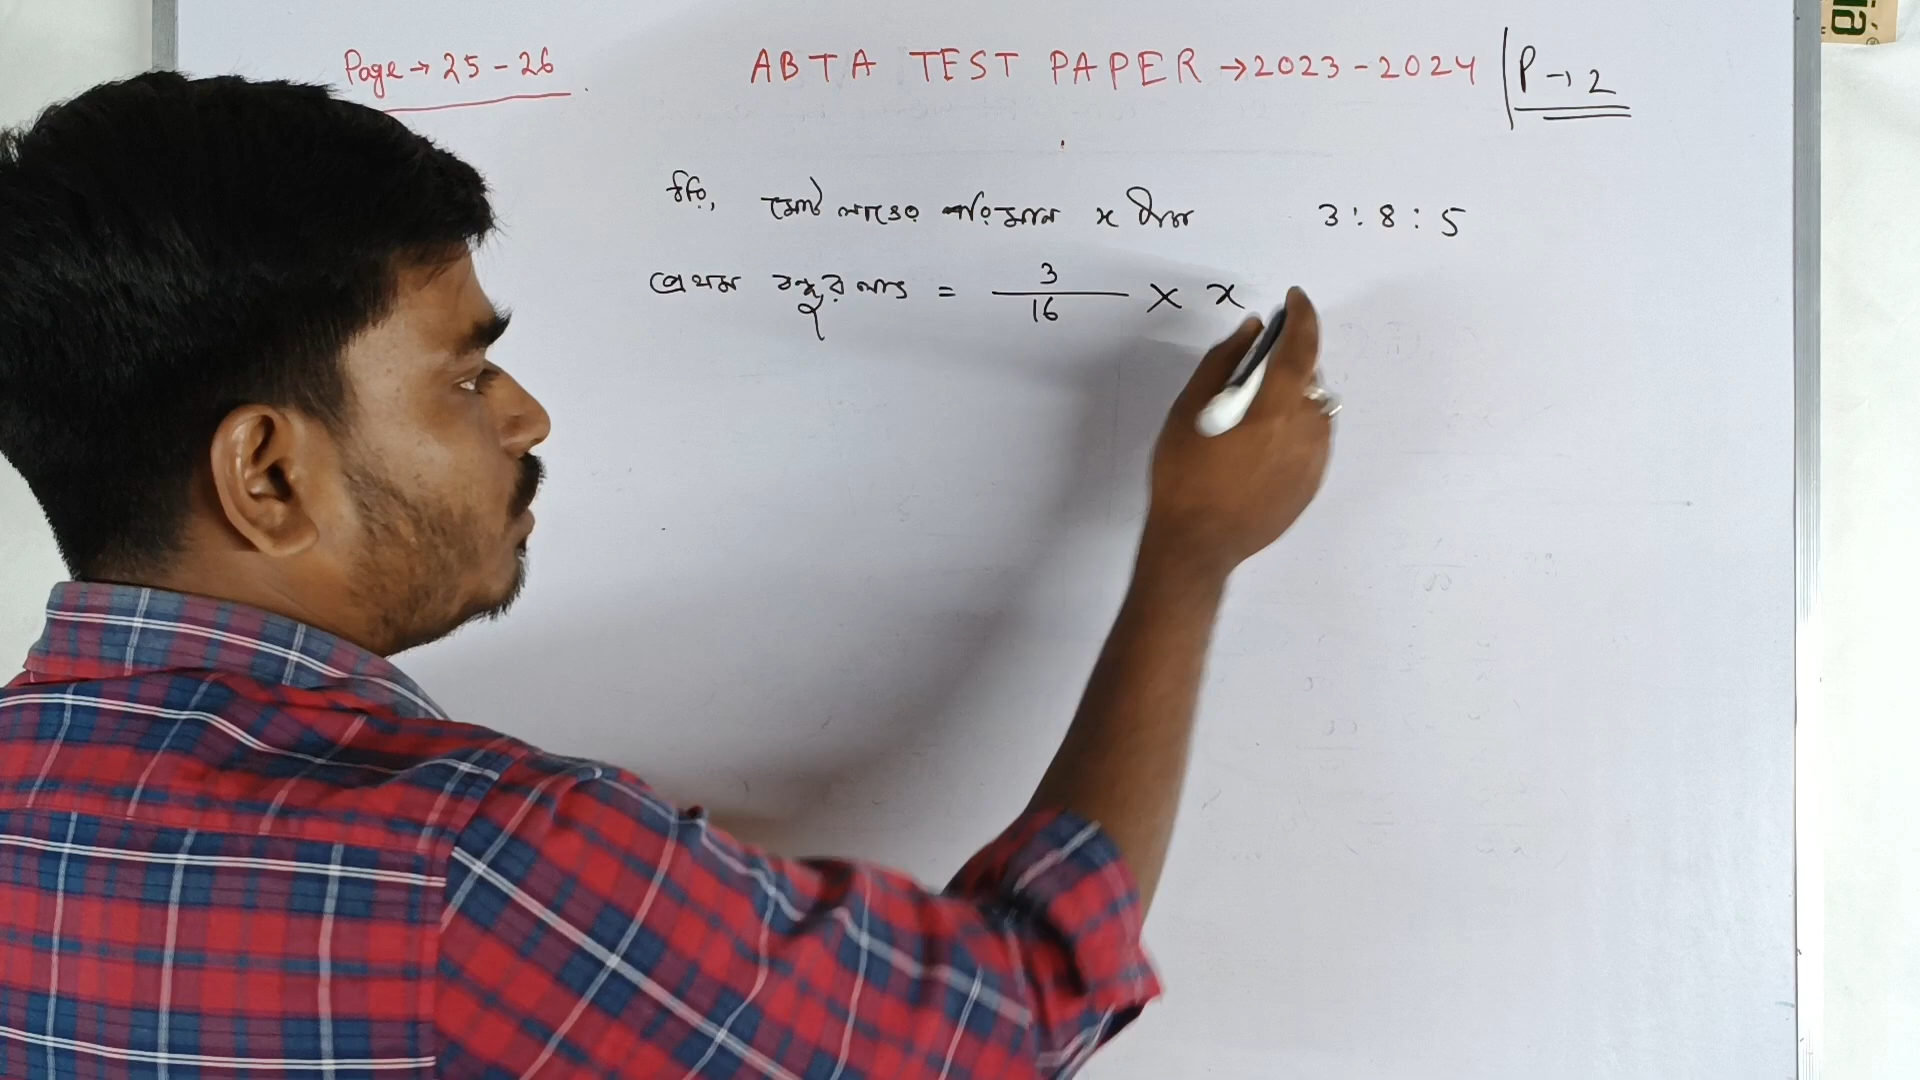 Page → 25 - 26
ABTA TEST PAPER → 2023 - 2024
P → 2
ধরি, মোট লাভের পরিমাণ x টাকা 3 : 8 : 5
প্রথম বন্ধুর লাভ = 3/16 × x